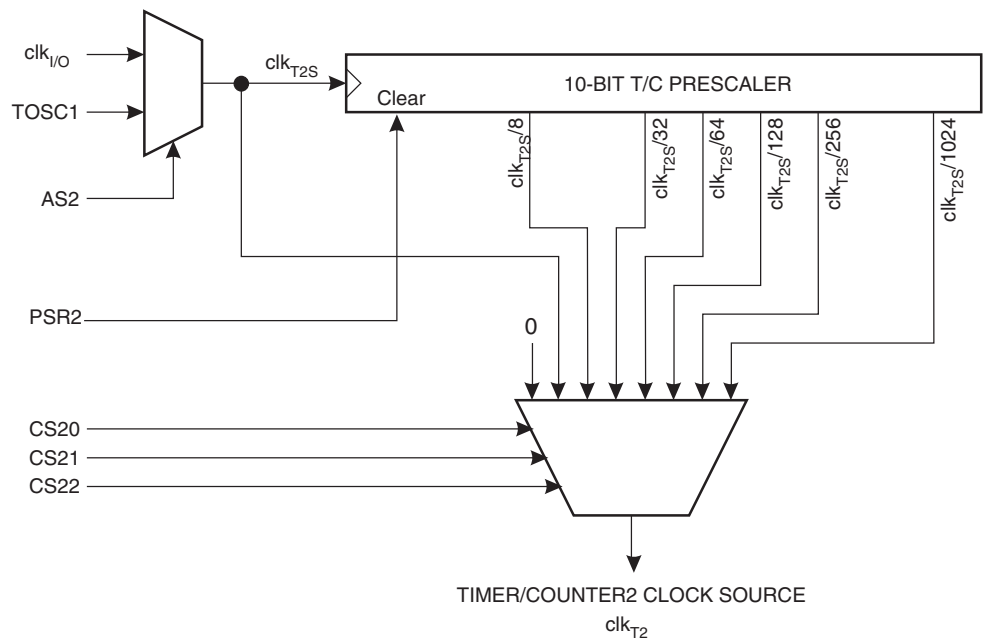 clkI/O
TOSC1
AS2
PSR2
clkT2S
10-BIT T/C PRESCALER
Clear
clkT2S/8
clkT2S/32
clkT2S/64
clkT2S/128
clkT2S/256
clkT2S/1024
0
CS20
CS21
CS22
TIMER/COUNTER2 CLOCK SOURCE
clkT2